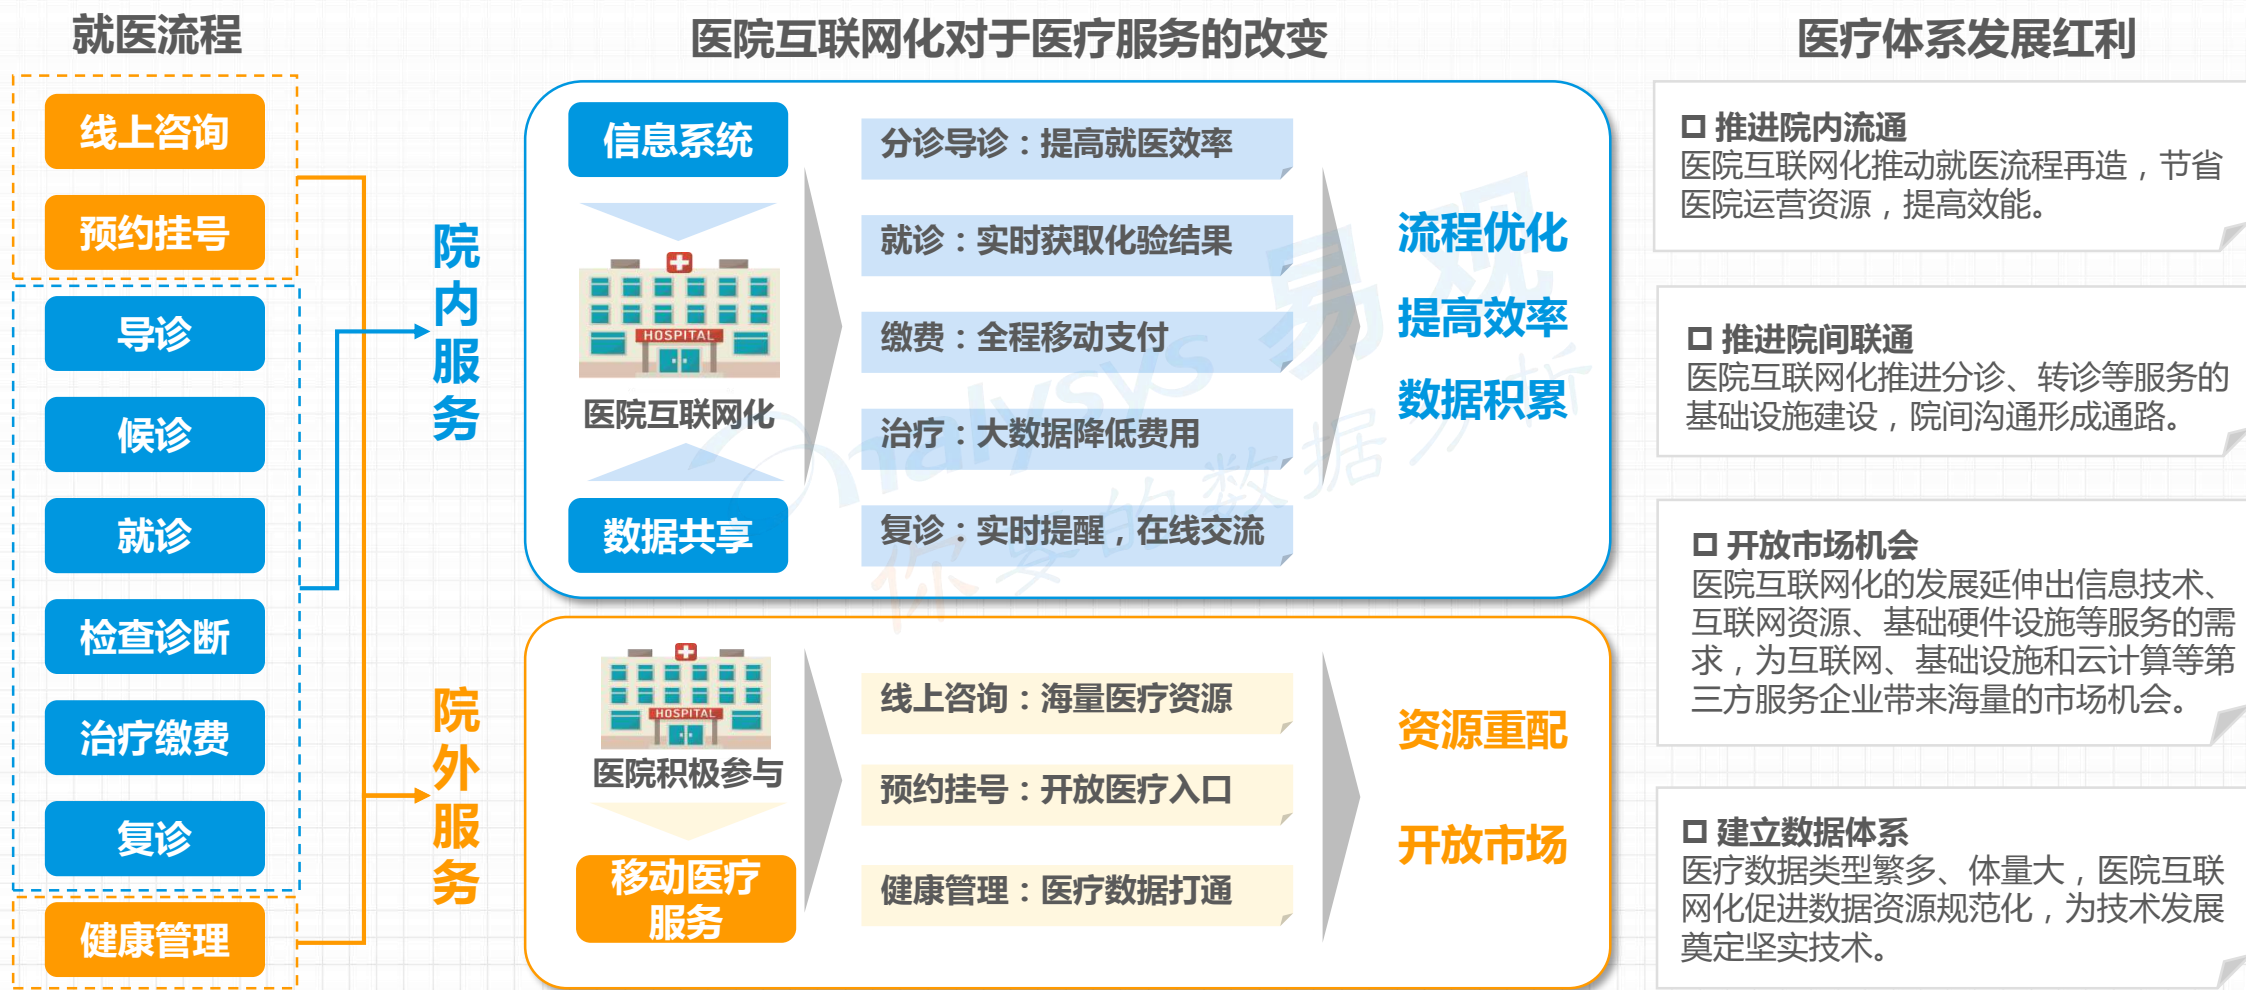 就医流程
线上咨询
预约挂号
导诊
候诊
就诊
检查诊断
治疗缴费
复诊
健康管理
院内服务
院外服务
医院互联网化对于医疗服务的改变
信息系统
HOSPITAL
医院互联网化
数据共享
分诊导诊：提高就医效率
就诊：实时获取化验结果
缴费：全程移动支付
治疗：大数据降低费用
复诊：实时提醒，在线交流
流程优化
提高效率
数据积累
HOSPITAL
医院积极参与
移动医疗
服务
线上咨询：海量医疗资源
预约挂号：开放医疗入口
健康管理：医疗数据打通
资源重配
开放市场
医疗体系发展红利
推进院内流通
医院互联网化推动就医流程再造，节省
医院运营资源，提高效能。
推进院间联通
医院互联网化推进分诊、转诊等服务的
基础设施建设，院间沟通形成通路。
开放市场机会
医院互联网化的发展延伸出信息技术、
互联网资源、基础硬件设施等服务的需
求，为互联网、基础设施和云计算等第
三方服务企业带来海量的市场机会。
建立数据体系
医疗数据类型繁多、体量大，医院互联
网化促进数据资源规范化，为技术发展
奠定坚实技术。
nalysys 易观
你要的数据分析